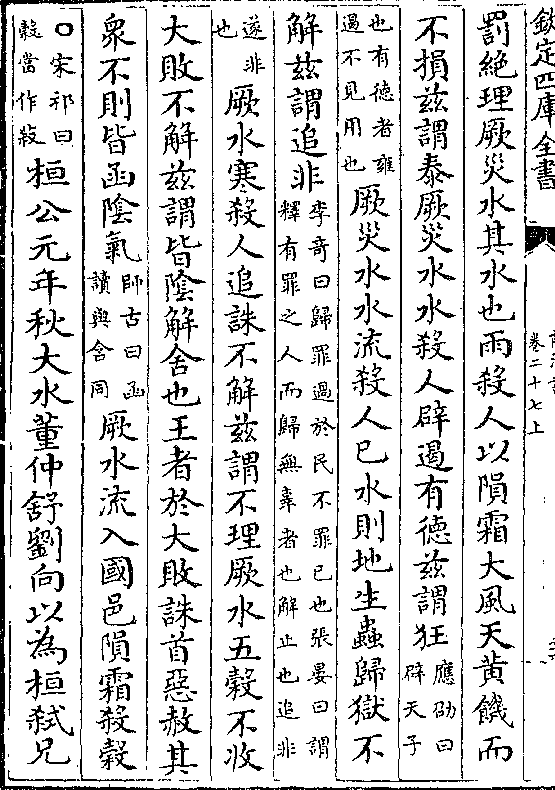 欽定四庫全書
卷二十七上
罰絶理厥災水其水也雨殺人以隕霜大風天黄饑而
不損兹謂泰厥災水水殺人辟遏有德兹謂狂應劭曰辟天子
也有德者雍遏不見用也厥災水水流殺人已水則地生蟲歸獄不
解兹謂追非李竒曰歸罪過於民不罪已也張晏曰謂釋有罪之人而歸無辜者也解止也追非
遂非也厥水寒殺人追誅不解兹謂不理厥水五榖不收
大敗不解兹謂皆隂解舍也王者於大敗誅首惡赦其
衆不則皆函隂氣師古曰函讀與含同厥水流入國邑隕霜殺榖
○宋祁曰榖當作菽桓公元年秋大水董仲舒劉向以為桓弑兄